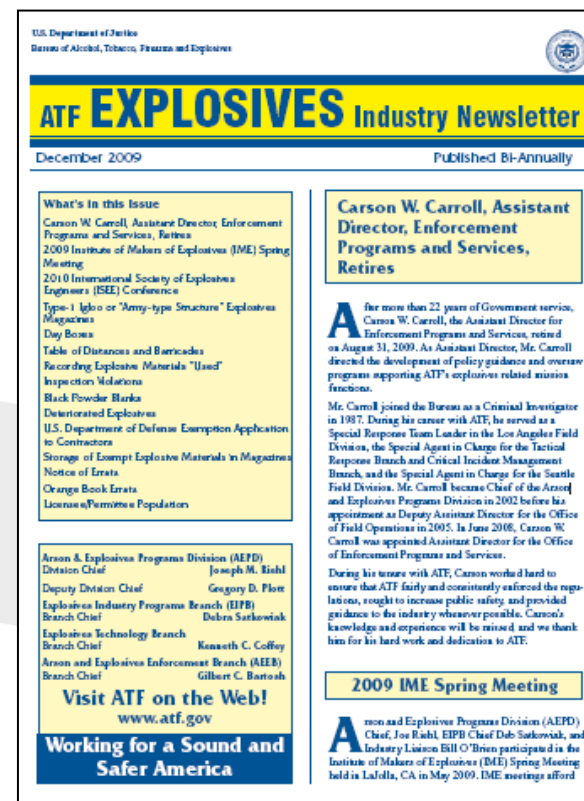 U.S. Department of Justice
Bureau of Alcohol, Tobacco, Firearms and Explosives
ATF EXPLOSIVES Industry Newsletter
December 2009
Published Bi-Annually
What's in this Issue
Carson W. Carroll, Assistant Director, Enforcement
Programs and Services, Retires
2009 Institute of Makers of Explosives (IME) Spring
Meeting
2010 International Society of Explosives
Engineers (ISEE) Conference
Type-1 Igloo or "Army-type Structure" Explosives
Magazines
Day Boxes
Table of Distances and Barricades
Recording Explosive Materials "Used"
Inspection Violations
Black Powder Blanks
Deteriorated Explosives
U.S. Department of Defense Exemption Application
to Contractors
Storage of Exempt Explosive Materials in Magazines
Notice of Errata
Orange Book Errata
Licensee/Permittee Population
Arson & Explosives Programs Division (AEPD)
Division Chief Joseph M. Riehl
Deputy Division Chief Gregory D. Plott
Explosives Industry Programs Branch (EIPB)
Branch Chief Debra Satkowiak
Explosives Technology Branch
Branch Chief Kenneth C. Coffey
Arson and Explosives Enforcement Branch (AEEB)
Branch Chief Gilbert C. Bartosh
Visit ATF on the Web!
www.atf.gov
Working for a Sound and
Safer America
Carson W. Carroll, Assistant
Director, Enforcement
Programs and Services,
Retires
After more than 22 years of Government service,
Carson W. Carroll, the Assistant Director for
Enforcement Programs and Services, retired
on August 31, 2009. As Assistant Director, Mr. Carroll
directed the development of policy guidance and oversaw
programs supporting ATF's explosives related mission
functions.
Mr. Carroll joined the Bureau as a Criminal Investigator
in 1987. During his career with ATF, he served as a
Special Response Team Leader in the Los Angeles Field
Division, the Special Agent in Charge for the Tactical
Response Branch and Critical Incident Management
Branch, and the Special Agent in Charge for the Seattle
Field Division. Mr. Carroll became Chief of the Arson
and Explosives Programs Division in 2002 before his
appointment as Deputy Assistant Director for the Office
of Field Operations in 2005. In June 2008, Carson W.
Carroll was appointed Assistant Director for the Office
of Enforcement Programs and Services.
During his tenure with ATF, Carson worked hard to
ensure that ATF fairly and consistently enforced the regu-
lations, sought to increase public safety, and provided
guidance to the industry whenever possible. Carson's
knowledge and experience will be missed, and we thank
him for his hard work and dedication to ATF.
2009 IME Spring Meeting
Arson and Explosives Programs Division (AEPD)
Chief, Joe Riehl, EIPB Chief Deb Satkowiak, and
Industry Liaison Bill O'Brien participated in the
Institute of Makers of Explosives (IME) Spring Meeting
held in LaJolla, CA in May 2009. IME meetings afford